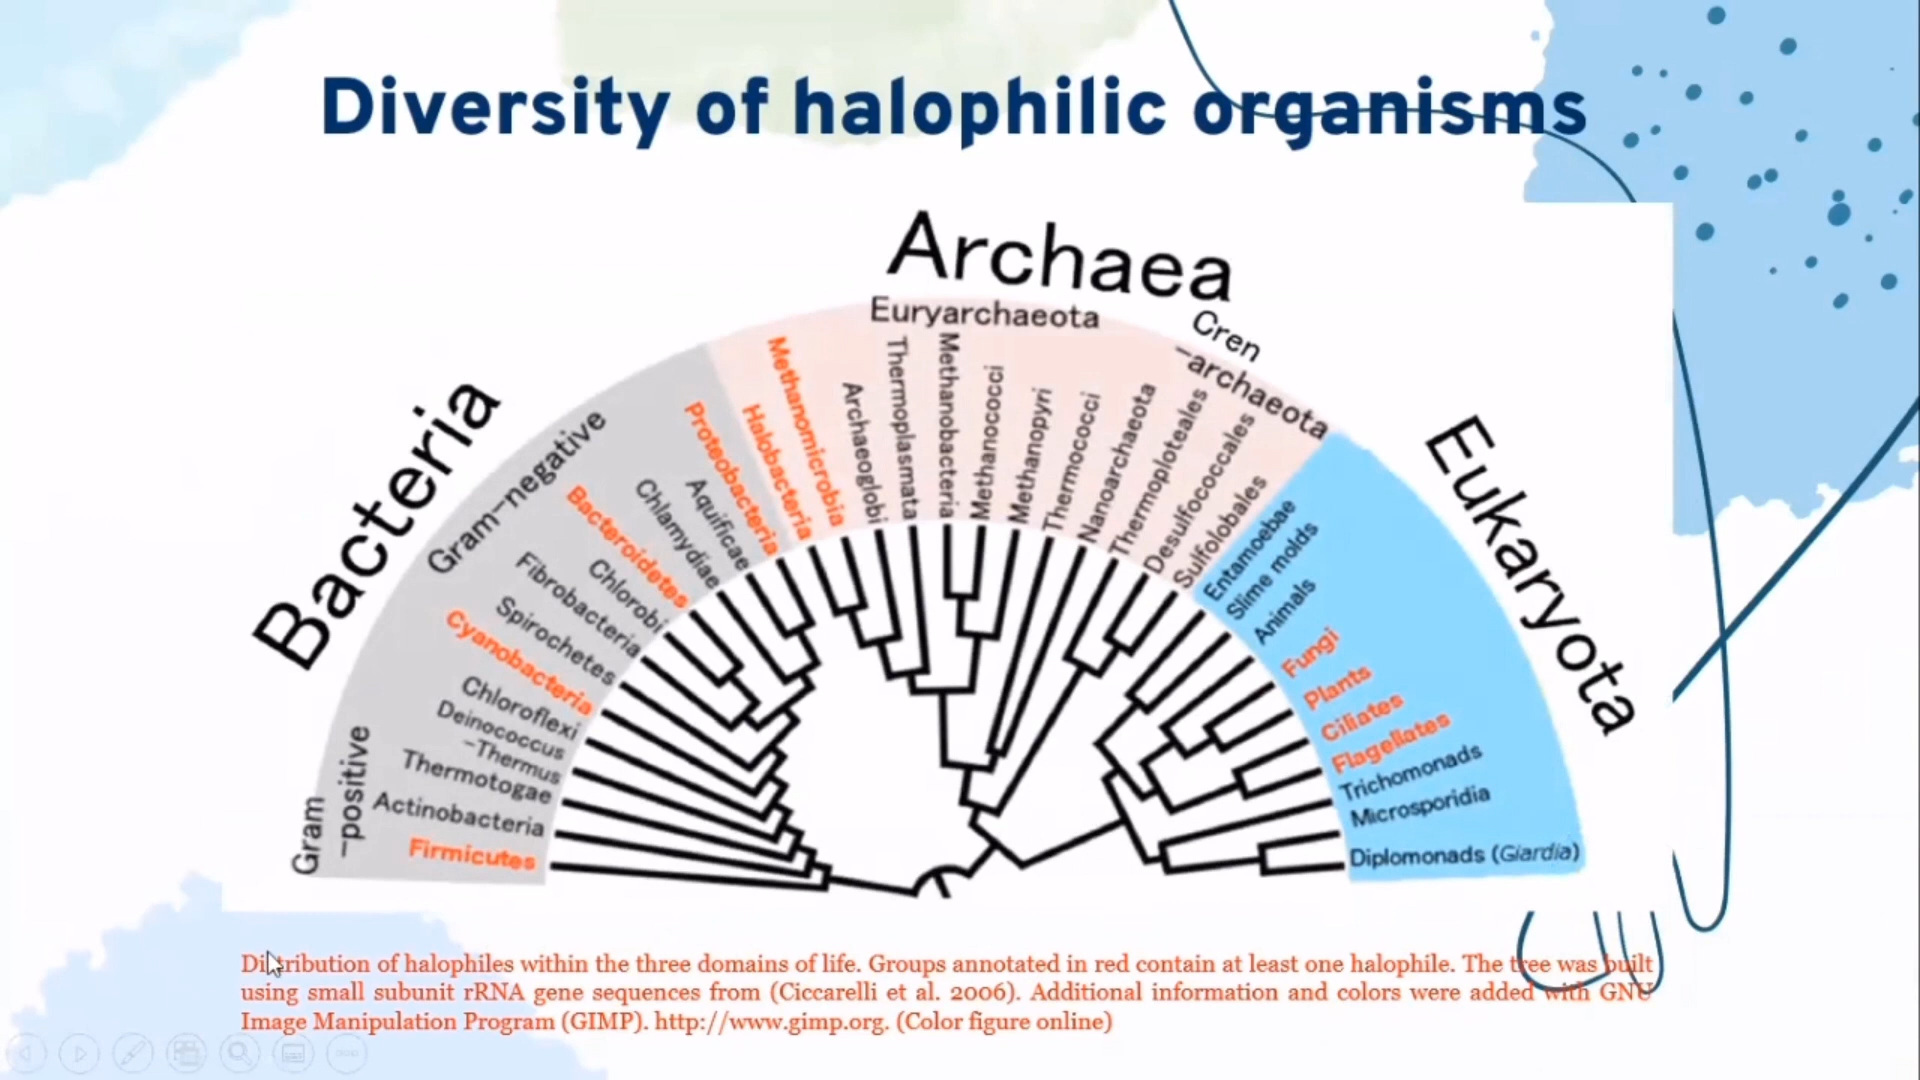 Diversity of halophilic organisms
Archaea
Euryarchaeota
Cren
-archaeota
Bacteria
Gram-negative
Gram
-positive
Eukaryota
Firmicutes
Actinobacteria
Thermotogae
Deinococcus
-Thermus
Chloroflexi
Cyanobacteria
Spirochetes
Fibrobacteria
Chlorobi
Bacteroidetes
Chlamydiae
Aquificae
Proteobacteria
Halobacteria
Methanomicrobia
Archaeoglobi
Thermoplasmata
Methanobacteria
Methanococci
Methanopyri
Thermococci
Nanoarchaeota
Thermoploteales
Desulfococcales
Sulfolobales
Entamoebae
Slime molds
Animals
Fungi
Plants
Ciliates
Flagellates
Trichomonads
Microsporidia
Diplomonads (Giardia)
Distribution of halophiles within the three domains of life. Groups annotated in red contain at least one halophile. The tree was built
using small subunit rRNA gene sequences from (Ciccarelli et al. 2006). Additional information and colors were added with GNU
Image Manipulation Program (GIMP). http://www.gimp.org. (Color figure online)